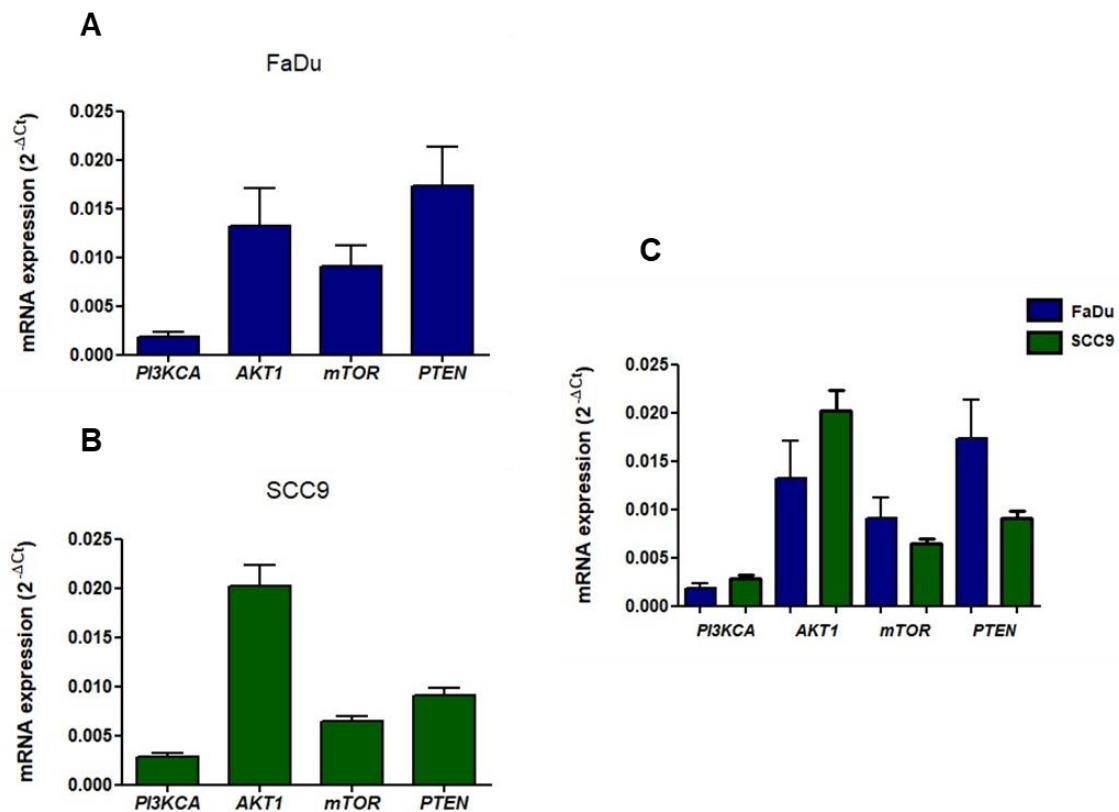 A
FaDu
mRNA expression (2^-ΔCt)
0.025
0.020
0.015
0.010
0.005
0.000
PI3KCA AKT1 mTOR PTEN
B
SCC9
mRNA expression (2^-ΔCt)
0.025
0.020
0.015
0.010
0.005
0.000
PI3KCA AKT1 mTOR PTEN
C
FaDu
SCC9
mRNA expression (2^-ΔCt)
0.025
0.020
0.015
0.010
0.005
0.000
PI3KCA AKT1 mTOR PTEN